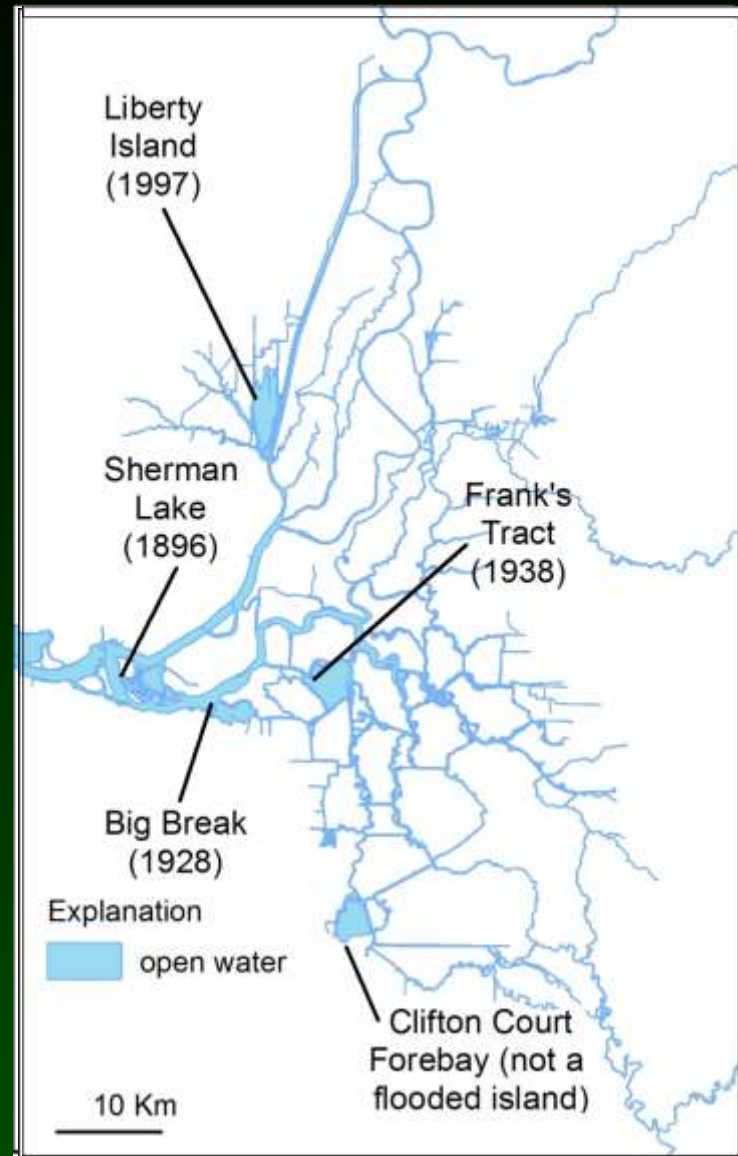 Liberty
Island
(1997)
Sherman
Lake
(1896)
Frank's
Tract
(1938)
Big Break
(1928)
Explanation
open water
Clifton Court
Forebay (not a
flooded island)
10 Km